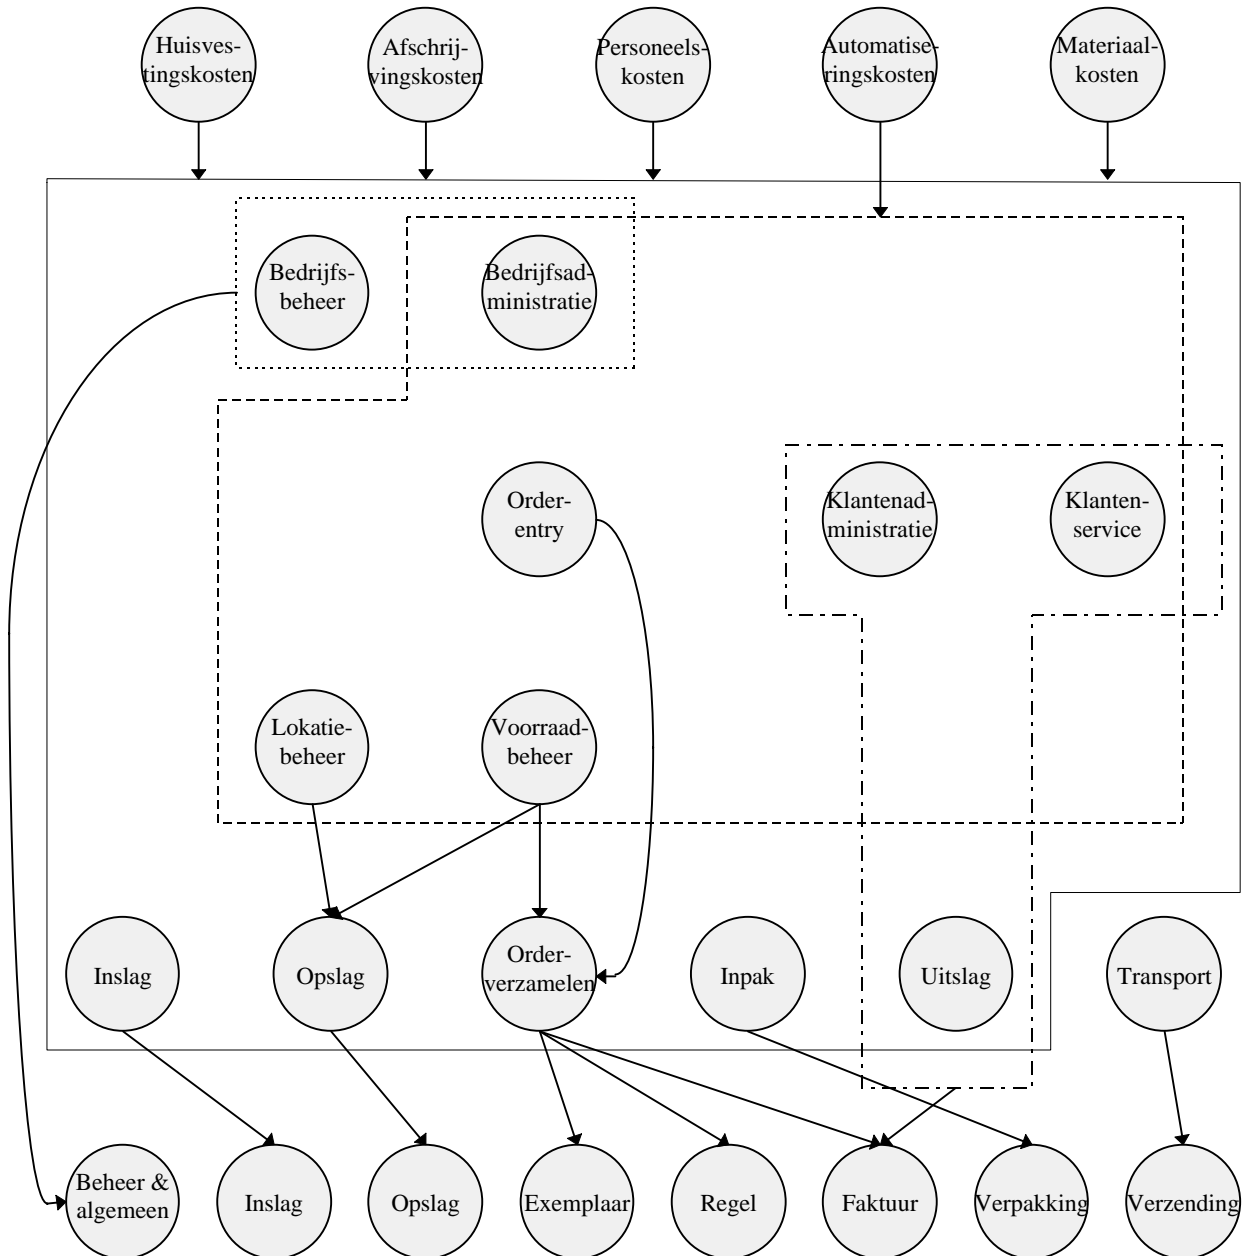 Huisves-
tingskosten
Afschrij-
vingskosten
Personeels-
kosten
Automatise-
ringskosten
Materiaal-
kosten
Bedrijfs-
beheer
Bedrijfsad-
ministratie
Order-
entry
Klantenad-
ministratie
Klanten-
service
Lokatie-
beheer
Voorraad-
beheer
Inslag
Opslag
Order-
verzamelen
Inpak
Uitslag
Transport
Beheer &
algemeen
Inslag
Opslag
Exemplaar
Regel
Faktuur
Verpakking
Verzending